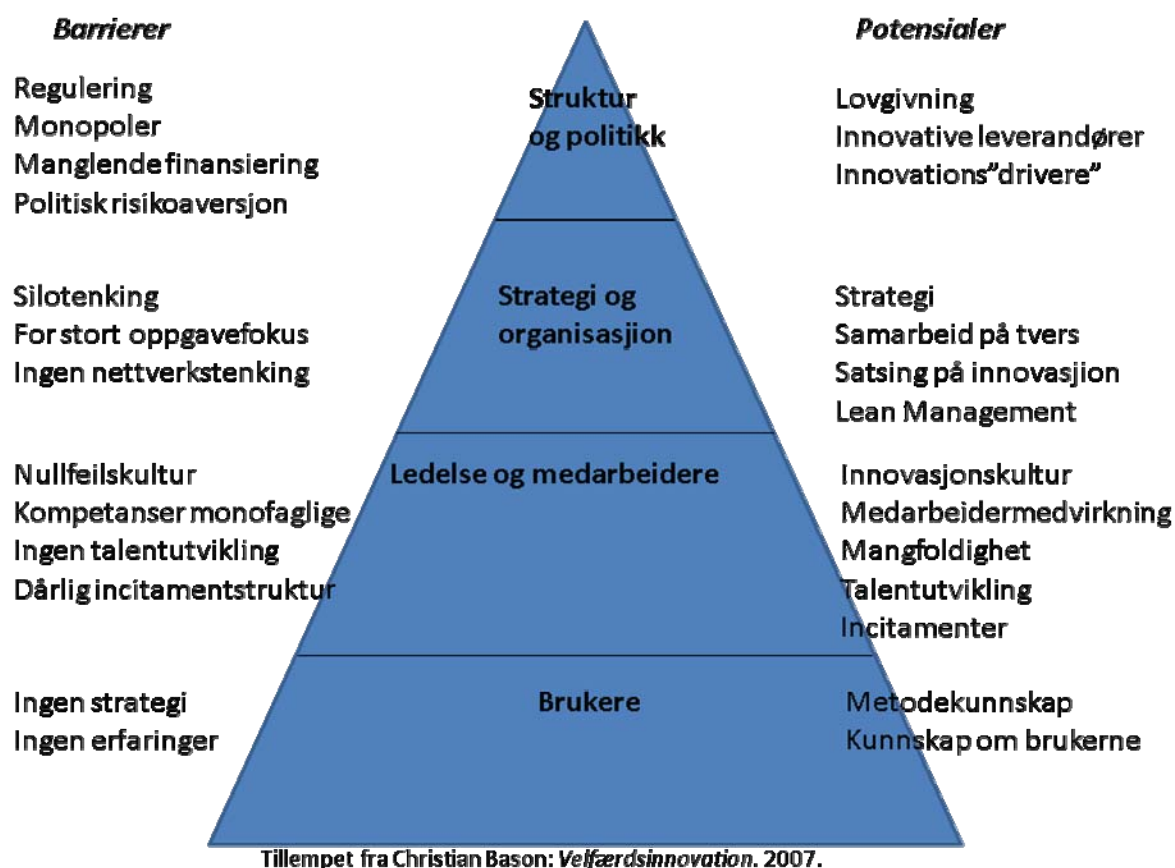 Barrierer
Potensialer
Regulering
Monopoler
Manglende finansiering
Politisk risikoaversjon
Struktur
og politikk
Lovgivning
Innovative leverandører
Innovations”drivere”
Silotenking
For stort oppgavefokus
Ingen nettverkstenking
Strategi og
organisasjion
Strategi
Samarbeid på tvers
Satsing på innovasjion
Lean Management
Nullfeilskultur
Kompetanser monofaglige
Ingen talentutvikling
Dårlig incitamentstruktur
Ledelse og medarbeidere
Innovasjonskultur
Medarbeidermedvirkning
Mangfoldighet
Talentutvikling
Incitamenter
Ingen strategi
Ingen erfaringer
Brukere
Metodekunnskap
Kunnskap om brukerne
Tillempet fra Christian Bason: Velfærdsinnovation. 2007.